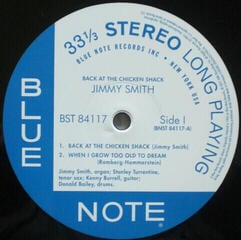 33 1/3 STEREO LONG PLAYING
BLUE NOTE RECORDS INC • NEW YORK USA
BACK AT THE CHICKEN SHACK
JIMMY SMITH
BST 84117
Side I
(BNST 84117-A)
1. BACK AT THE CHICKEN SHACK (Jimmy Smith)
2. WHEN I GROW TOO OLD TO DREAM
(Romberg-Hammerstein)
Jimmy Smith, organ; Stanley Turrentine,
tenor sax; Kenny Burrell, guitar;
Donald Bailey, drums.
BLUE
NOTE®